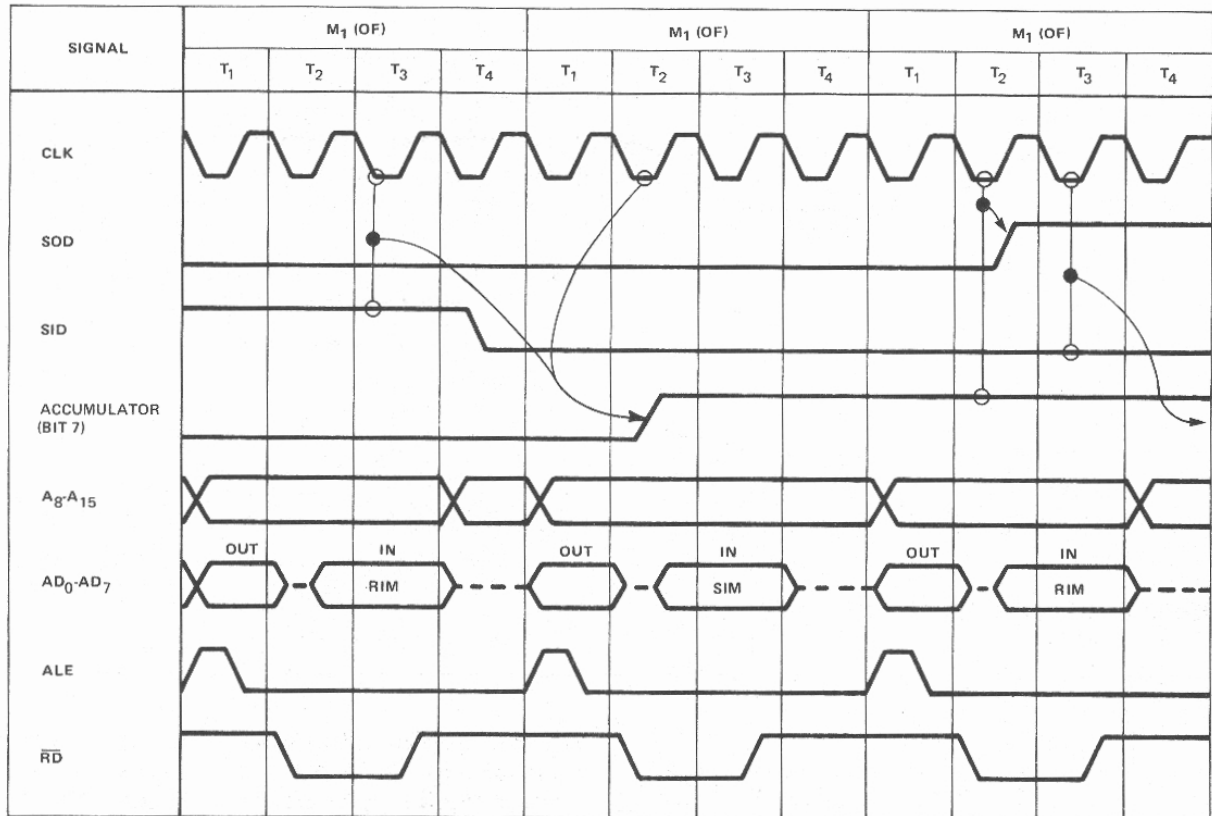 SIGNAL M1 (OF) M1 (OF) M1 (OF)
T1 T2 T3 T4 T1 T2 T3 T4 T1 T2 T3 T4
CLK
SOD
SID
ACCUMULATOR
(BIT 7)
A8-A15
OUT IN OUT IN OUT IN
AD0-AD7 RIM SIM RIM
ALE
RD